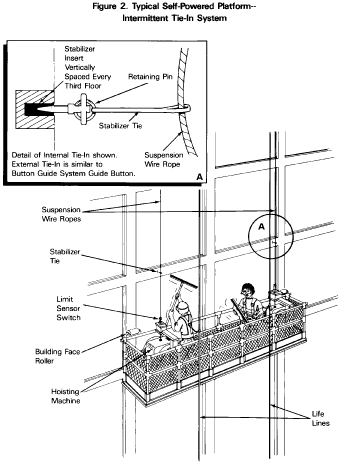 Figure 2. Typical Self-Powered Platform--
Intermittent Tie-In System
Stabilizer
Insert
Vertically
Spaced Every
Third Floor
Retaining Pin
Stabilizer Tie
Detail of Internal Tie-In shown.
External Tie-In is similar to
Button Guide System Guide Button.
Suspension
Wire Rope
A
Suspension
Wire Ropes
A
Stabilizer
Tie
Limit
Sensor
Switch
Building Face
Roller
Hoisting
Machine
Life
Lines